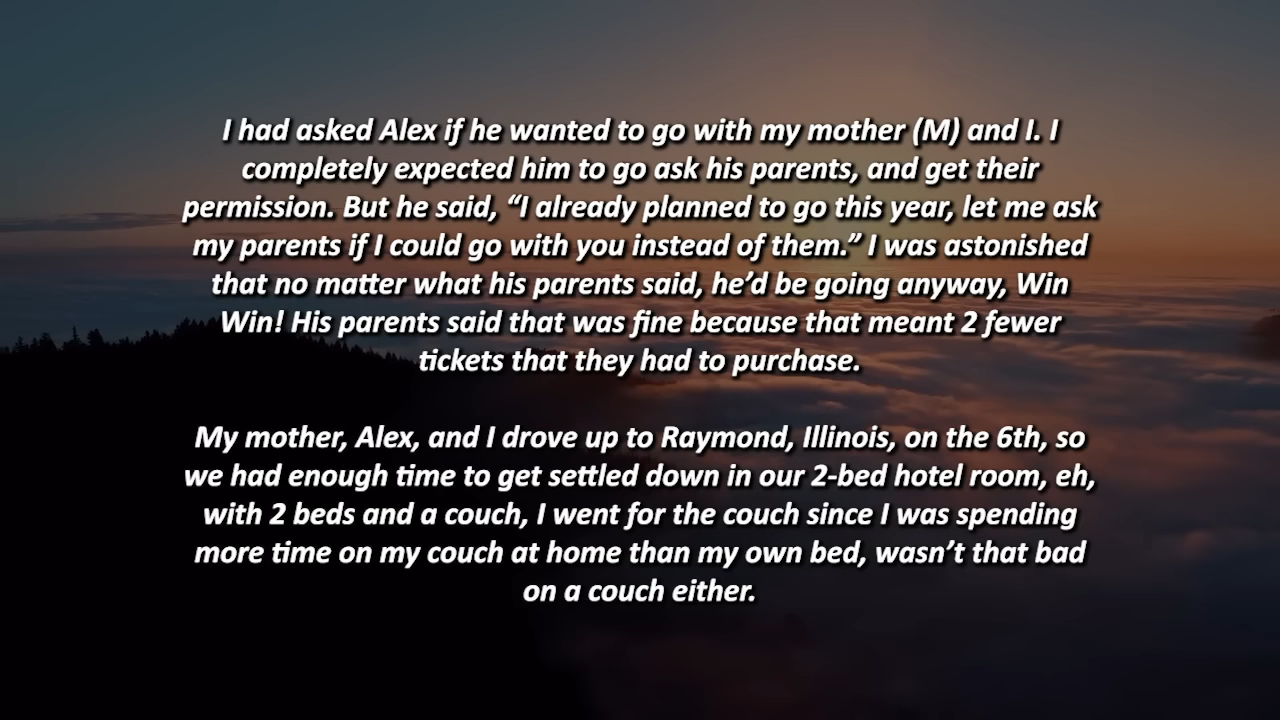 I had asked Alex if he wanted to go with my mother (M) and I. I
completely expected him to go ask his parents, and get their
permission. But he said, “I already planned to go this year, let me ask
my parents if I could go with you instead of them.” I was astonished
that no matter what his parents said, he’d be going anyway, Win
Win! His parents said that was fine because that meant 2 fewer
tickets that they had to purchase.
My mother, Alex, and I drove up to Raymond, Illinois, on the 6th, so
we had enough time to get settled down in our 2-bed hotel room, eh,
with 2 beds and a couch, I went for the couch since I was spending
more time on my couch at home than my own bed, wasn’t that bad
on a couch either.